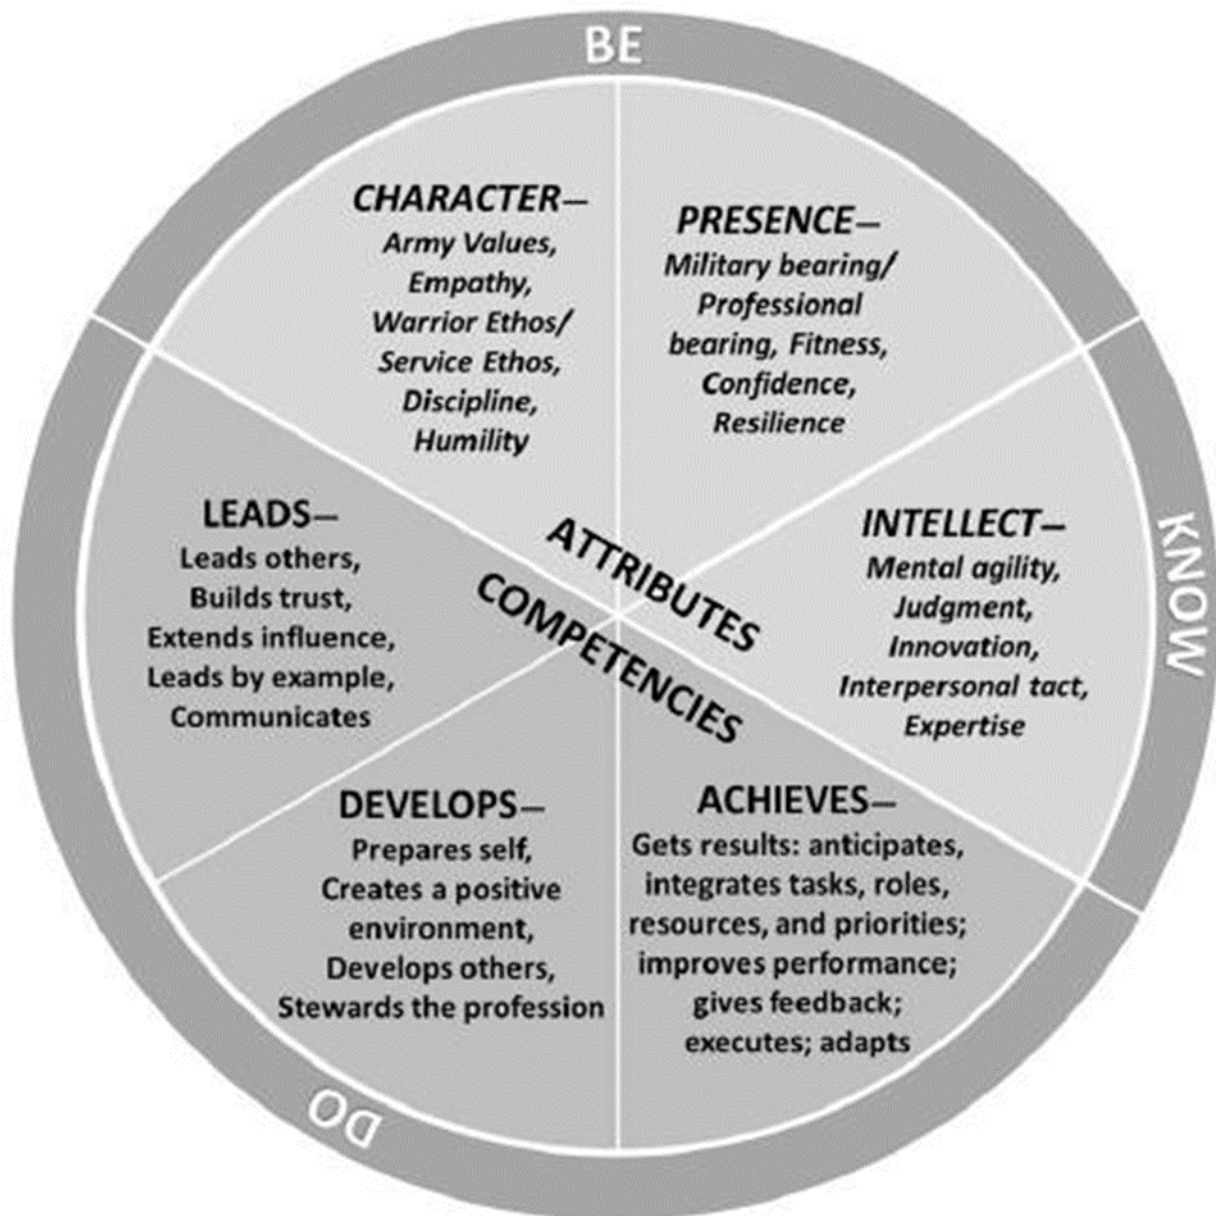 BE
CHARACTER—
Army Values,
Empathy,
Warrior Ethos/
Service Ethos,
Discipline,
Humility
PRESENCE—
Military bearing/
Professional
bearing, Fitness,
Confidence,
Resilience
KNOW
INTELLECT—
Mental agility,
Judgment,
Innovation,
Interpersonal tact,
Expertise
ATTRIBUTES
COMPETENCIES
LEADS—
Leads others,
Builds trust,
Extends influence,
Leads by example,
Communicates
DEVELOPS—
Prepares self,
Creates a positive
environment,
Develops others,
Stewards the profession
ACHIEVES—
Gets results: anticipates,
integrates tasks, roles,
resources, and priorities;
improves performance;
gives feedback;
executes; adapts
DO